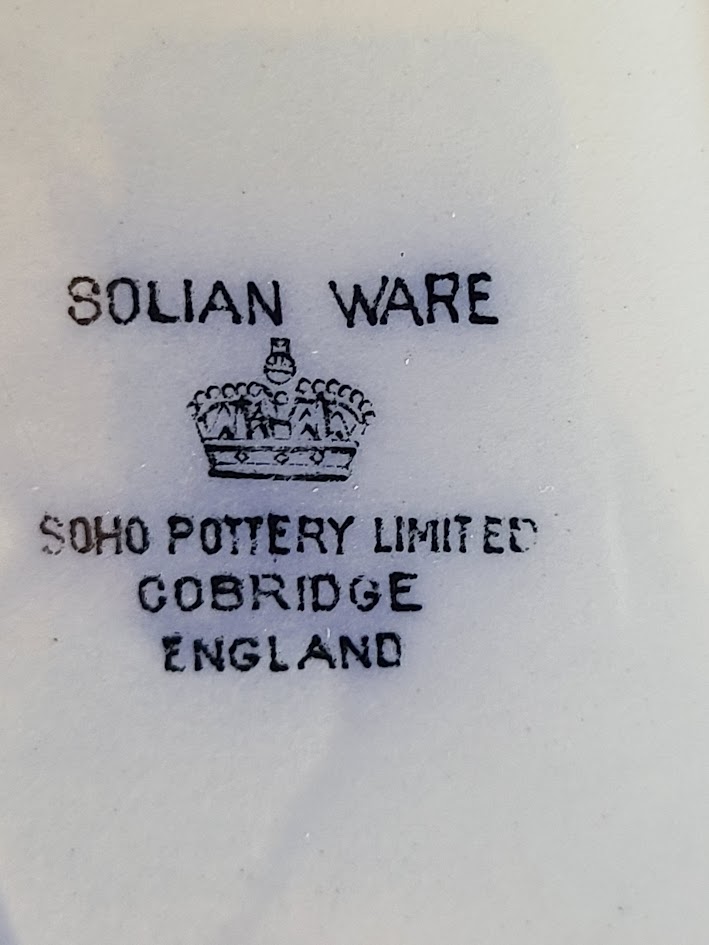 SOLIAN WARE
SOHO POTTERY LIMITED
COBRIDGE
ENGLAND